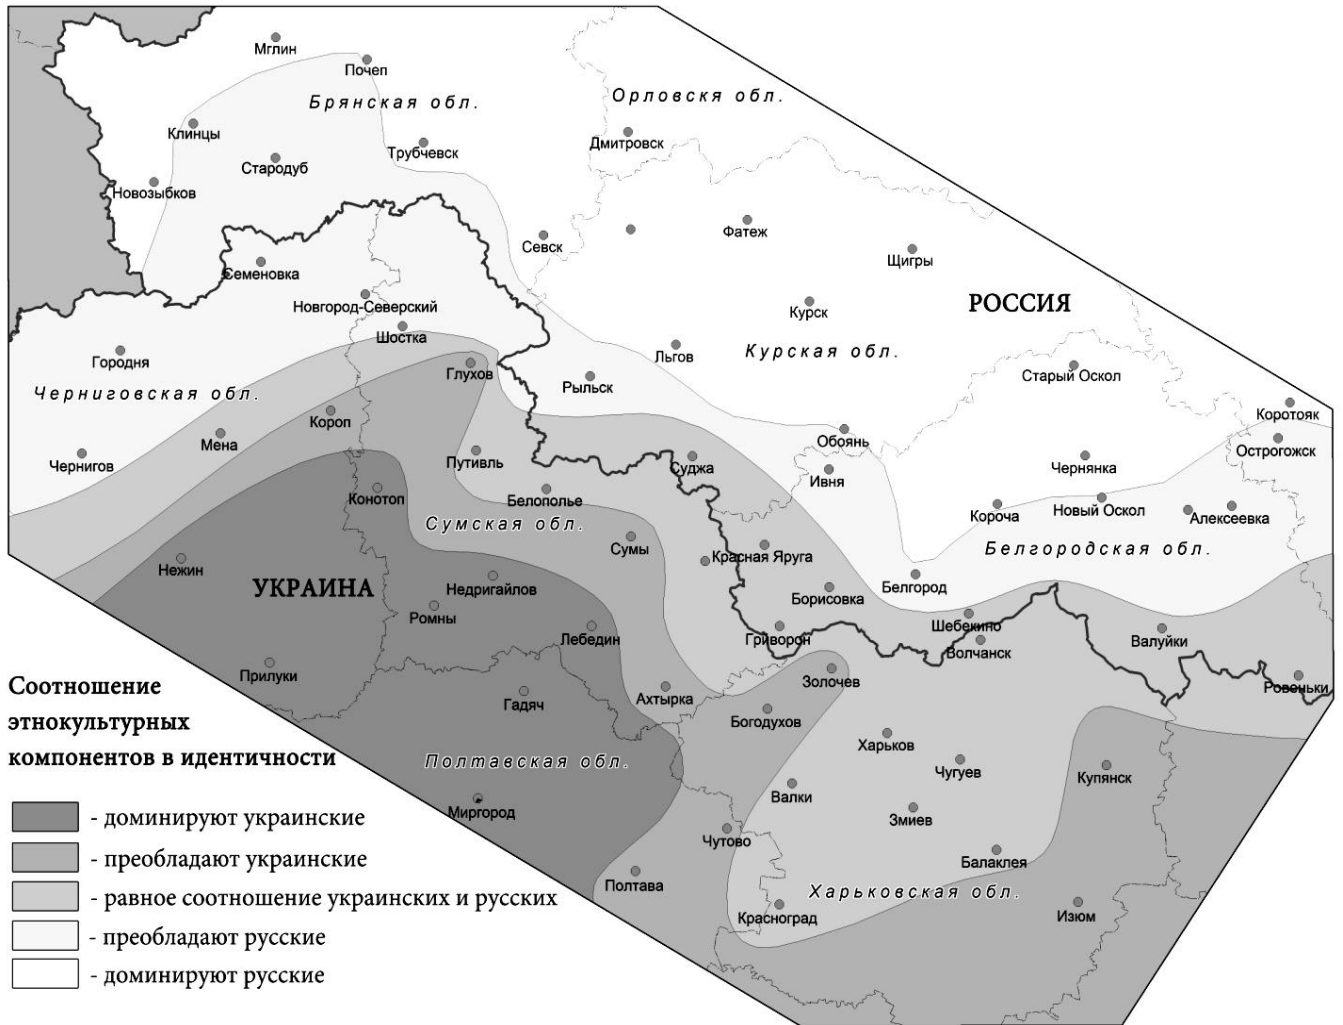 Мглин
Почеп
Брянская обл.
Орловскя обл.
Клинцы
Трубчевск
Дмитровск
Стародуб
Новозыбков
Фатеж
Севск
Щигры
Семеновка
Новгород-Северский
РОССИЯ
Курск
Шостка
Городня
Льгов
Курская обл.
Глухов
Рыльск
Старый Оскол
Черниговская обл.
Короп
Коротояк
Мена
Обоянь
Острогожск
Чернигов
Путивль
Суджа
Ивня
Чернянка
Конотоп
Белополье
Короча
Новый Оскол
Алексеевка
Сумская обл.
Сумы
Красная Яруга
Белгородская обл.
Нежин
УКРАИНА
Недригайлов
Белгород
Борисовка
Ромны
Лебедин
Гриворон
Шебекино
Волчанск
Валуйки
Прилуки
Золочев
Ровеньки
Соотношение
этнокультурных
компонентов в идентичности
Гадяч
Ахтырка
Богодухов
Харьков
Полтавская обл.
Чугуев
Купянск
Валки
Миргород
Змиев
- доминируют украинские
Чутово
- преобладают украинские
Балаклея
Полтава
Харьковская обл.
- равное соотношение украинских и русских
Красноград
Изюм
- преобладают русские
- доминируют русские